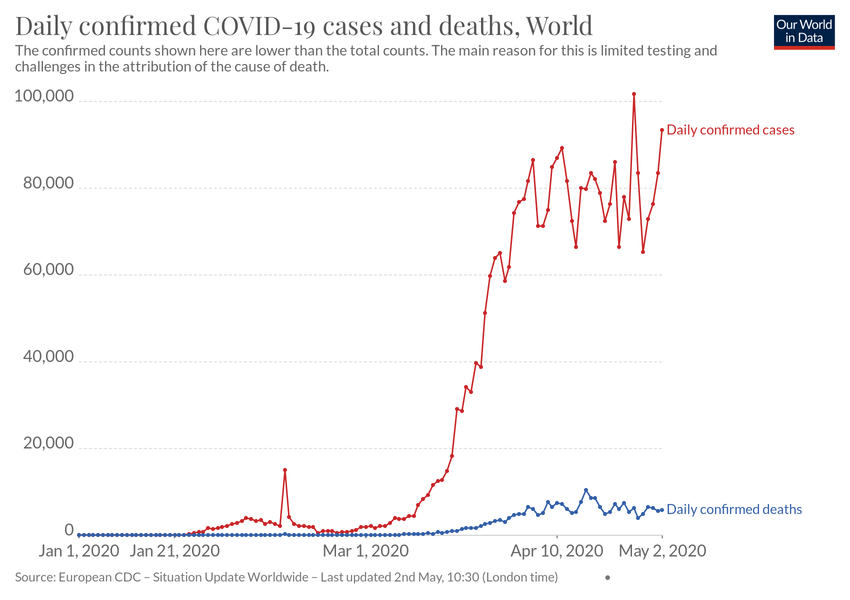 Daily confirmed COVID-19 cases and deaths, World
Our World
in Data
The confirmed counts shown here are lower than the total counts. The main reason for this is limited testing and
challenges in the attribution of the cause of death.
100,000
Daily confirmed cases
80,000
60,000
40,000
20,000
Daily confirmed deaths
0
Jan 1, 2020 Jan 21, 2020 Mar 1, 2020 Apr 10, 2020 May 2, 2020
Source: European CDC – Situation Update Worldwide – Last updated 2nd May, 10:30 (London time) •